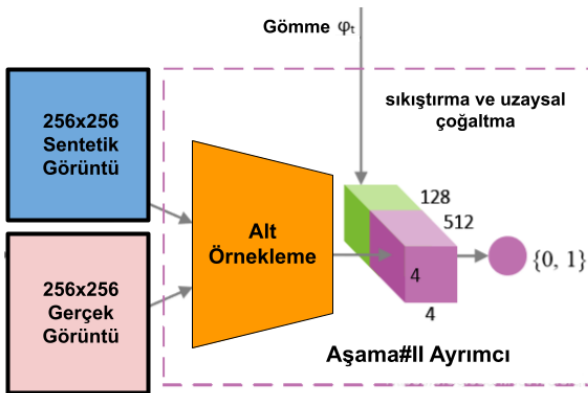 Gömme φₜ
256x256
Sentetik
Görüntü
sıkıştırma ve uzaysal
çoğaltma
256x256
Gerçek
Görüntü
Alt
Örnekleme
128
512
4
4
{0, 1}
Aşama#II Ayrımcı